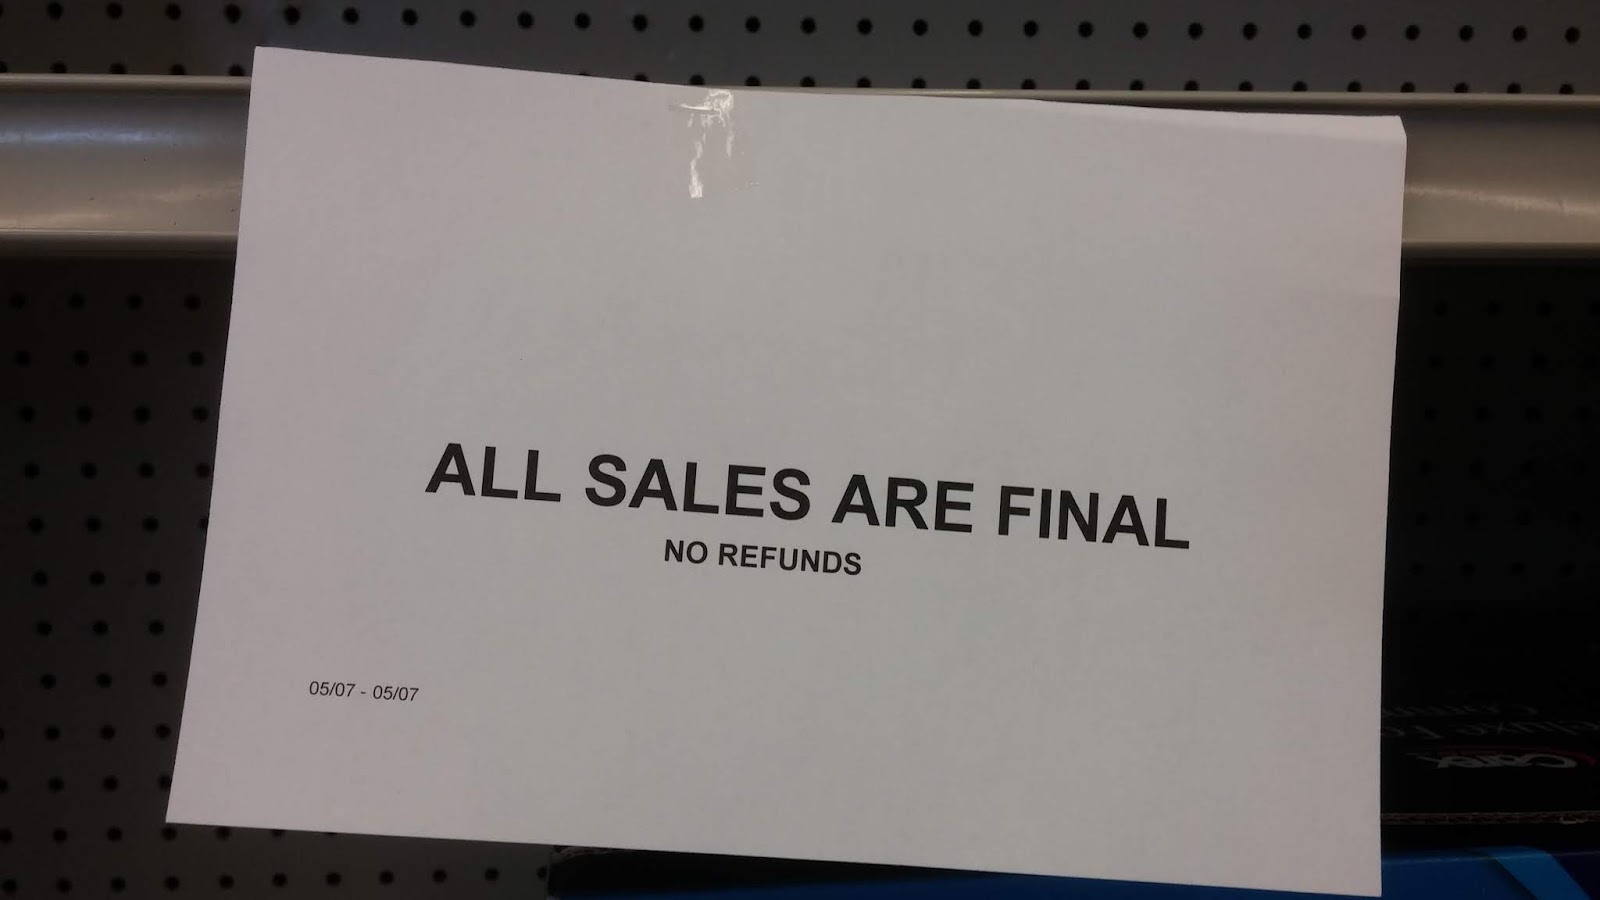 ALL SALES ARE FINAL
NO REFUNDS
05/07 - 05/07